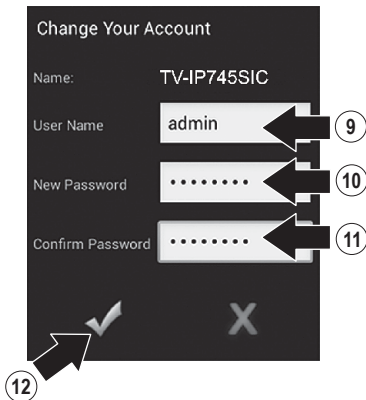 Change Your Account
Name: TV-IP745SIC
User Name admin 9
New Password •••••••• 10
Confirm Password •••••••• 11
X
12